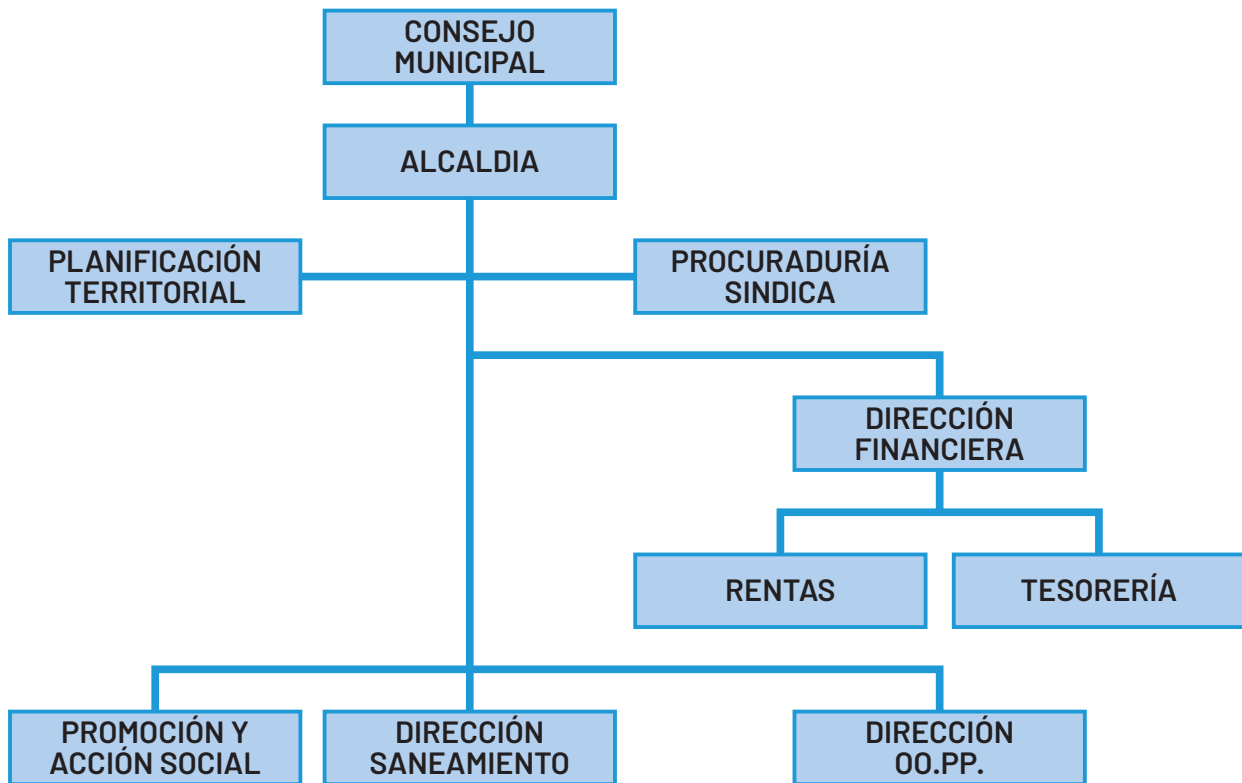 CONSEJO
MUNICIPAL
ALCALDIA
PLANIFICACIÓN
TERRITORIAL
PROCURADURÍA
SINDICA
DIRECCIÓN
FINANCIERA
RENTAS
TESORERÍA
PROMOCIÓN Y
ACCIÓN SOCIAL
DIRECCIÓN
SANEAMIENTO
DIRECCIÓN
OO.PP.